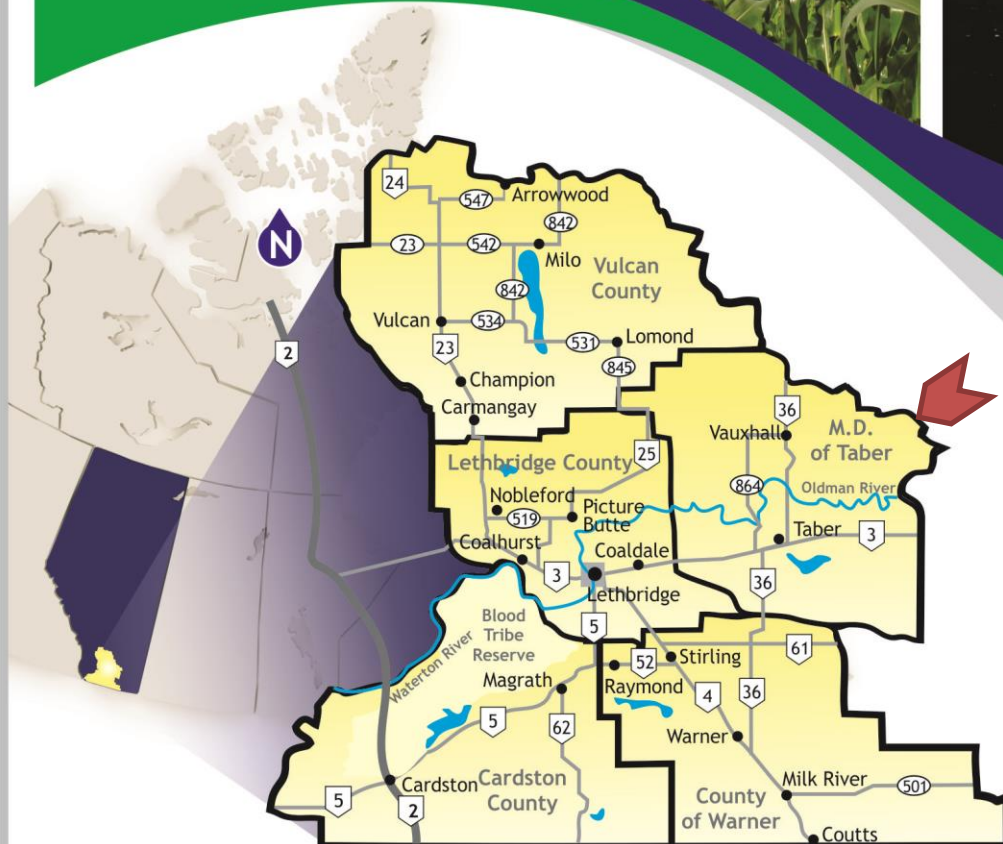 24
547
Arrowwood
842
23
542
Milo
N
Vulcan
County
842
2
Vulcan
534
531
Lomond
23
845
Champion
36
Carmangay
Vauxhall
M.D.
of Taber
Lethbridge County
25
864
Oldman River
Nobleford
Picture
Butte
519
Taber
3
Coalhurst
Coaldale
3
36
Lethbridge
Blood
Tribe
Reserve
5
Waterton River
52
Stirling
61
Magrath
Raymond
4
36
5
62
Warner
Cardston
Cardston
County
Milk River
501
5
2
County
of Warner
Coutts